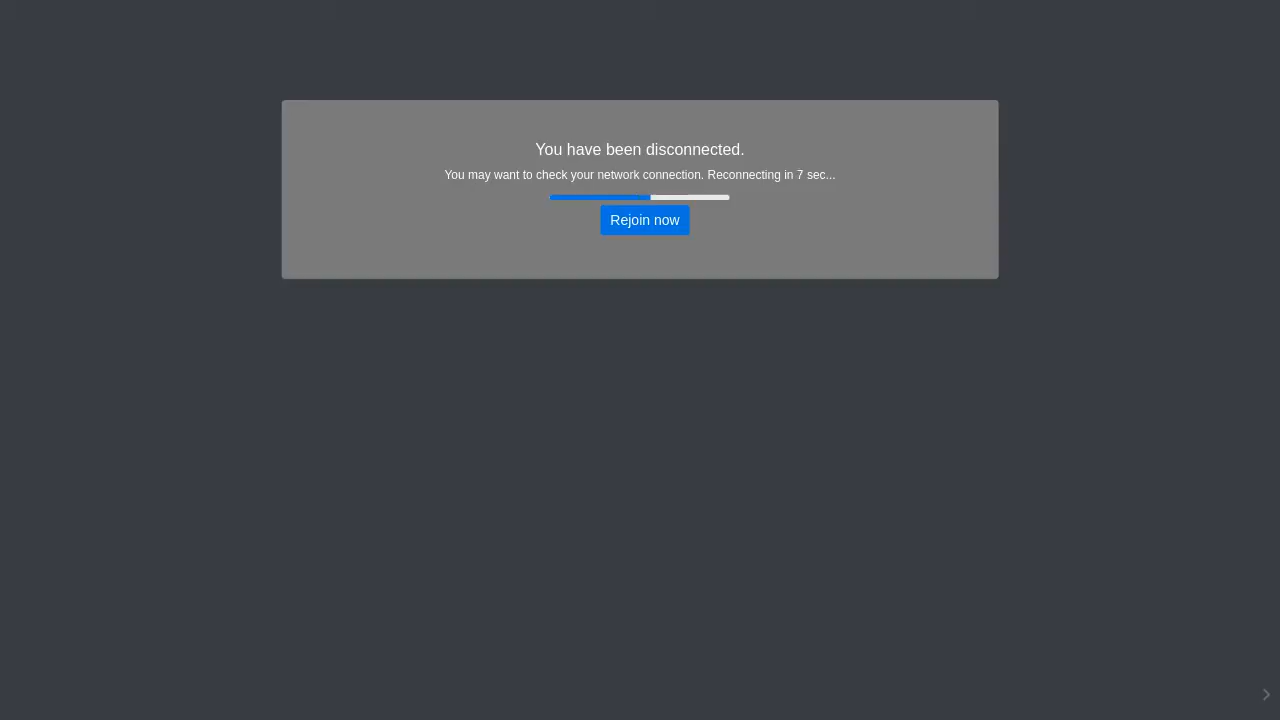 You have been disconnected.
You may want to check your network connection. Reconnecting in 7 sec...
Rejoin now